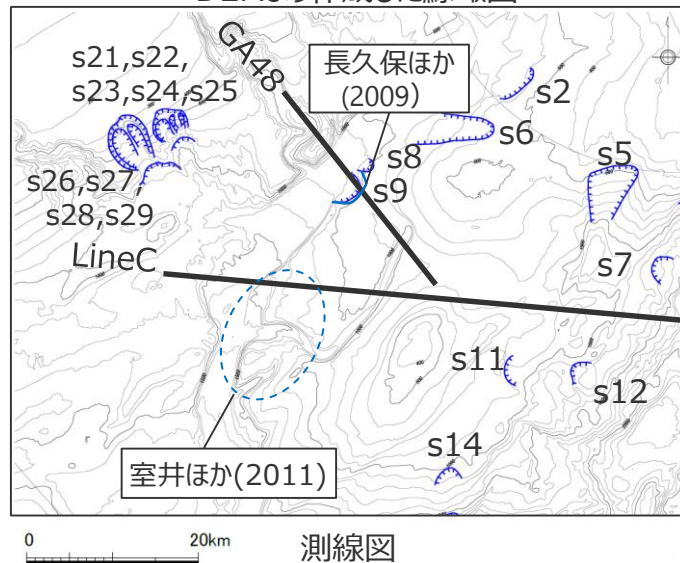 s21,s22,
s23,s24,s25
GA48
長久保ほか
(2009)
s2
s6
s8
s5
s9
s26,s27,
s28,s29
LineC
s7
s11
s12
s14
室井ほか(2011)
0 20km
測線図